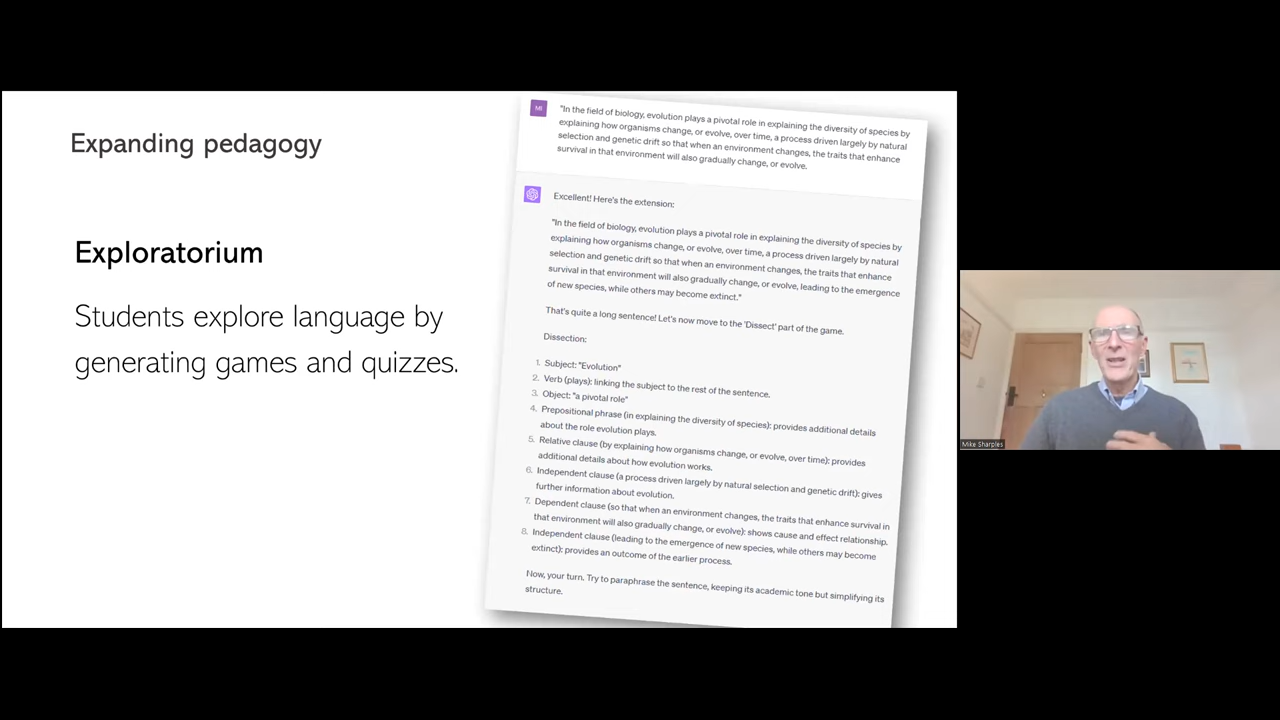 Expanding pedagogy
Exploratorium
Students explore language by
generating games and quizzes.
MI
"In the field of biology, evolution plays a pivotal role in explaining the diversity of species by
explaining how organisms change, or evolve, over time, a process driven largely by natural
selection and genetic drift so that when an environment changes, the traits that enhance
survival in that environment will also gradually change, or evolve.
Excellent! Here's the extension:
"In the field of biology, evolution plays a pivotal role in explaining the diversity of species by
explaining how organisms change, or evolve, over time, a process driven largely by natural
selection and genetic drift so that when an environment changes, the traits that enhance
survival in that environment will also gradually change, or evolve, leading to the emergence
of new species, while others may become extinct."
That's quite a long sentence! Let's now move to the 'Dissect' part of the game.
Dissection:
1. Subject: "Evolution"
2. Verb (plays): linking the subject to the rest of the sentence.
3. Object: "a pivotal role"
4. Prepositional phrase (in explaining the diversity of species): provides additional details
about the role evolution plays.
5. Relative clause (by explaining how organisms change, or evolve, over time): provides
additional details about how evolution works.
6. Independent clause (a process driven largely by natural selection and genetic drift): gives
further information about evolution.
7. Dependent clause (so that when an environment changes, the traits that enhance survival in
that environment will also gradually change, or evolve): shows cause and effect relationship.
8. Independent clause (leading to the emergence of new species, while others may become
extinct): provides an outcome of the earlier process.
Now, your turn. Try to paraphrase the sentence, keeping its academic tone but simplifying its
structure.
Mike Sharples